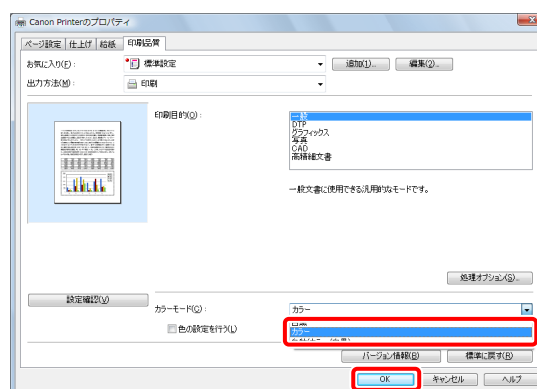 Canon Printerのプロパティ
ページ設定 仕上げ 給紙 印刷品質
お気に入り(F): 標準設定 追加(1)... 編集(2)...
出力方法(M): 印刷
印刷目的(O):
一般
DTP
グラフィックス
写真
CAD
高精細文書
一般文書に使用できる汎用的なモードです。
処理オプション(S)...
設定確認(V)
カラーモード(C): カラー
カラー
色の設定を行う(L)
バージョン情報(B) 標準に戻す(R)
OK キャンセル ヘルプ